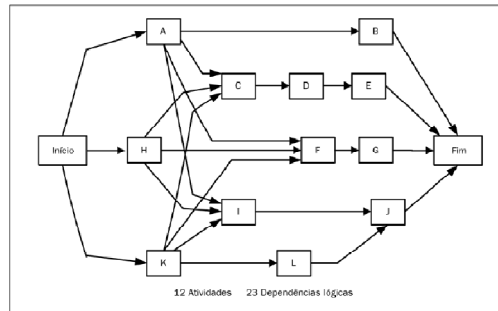 A
B
C
D
E
Início
H
F
G
Fim
I
J
K
L
12 Atividades 23 Dependências lógicas